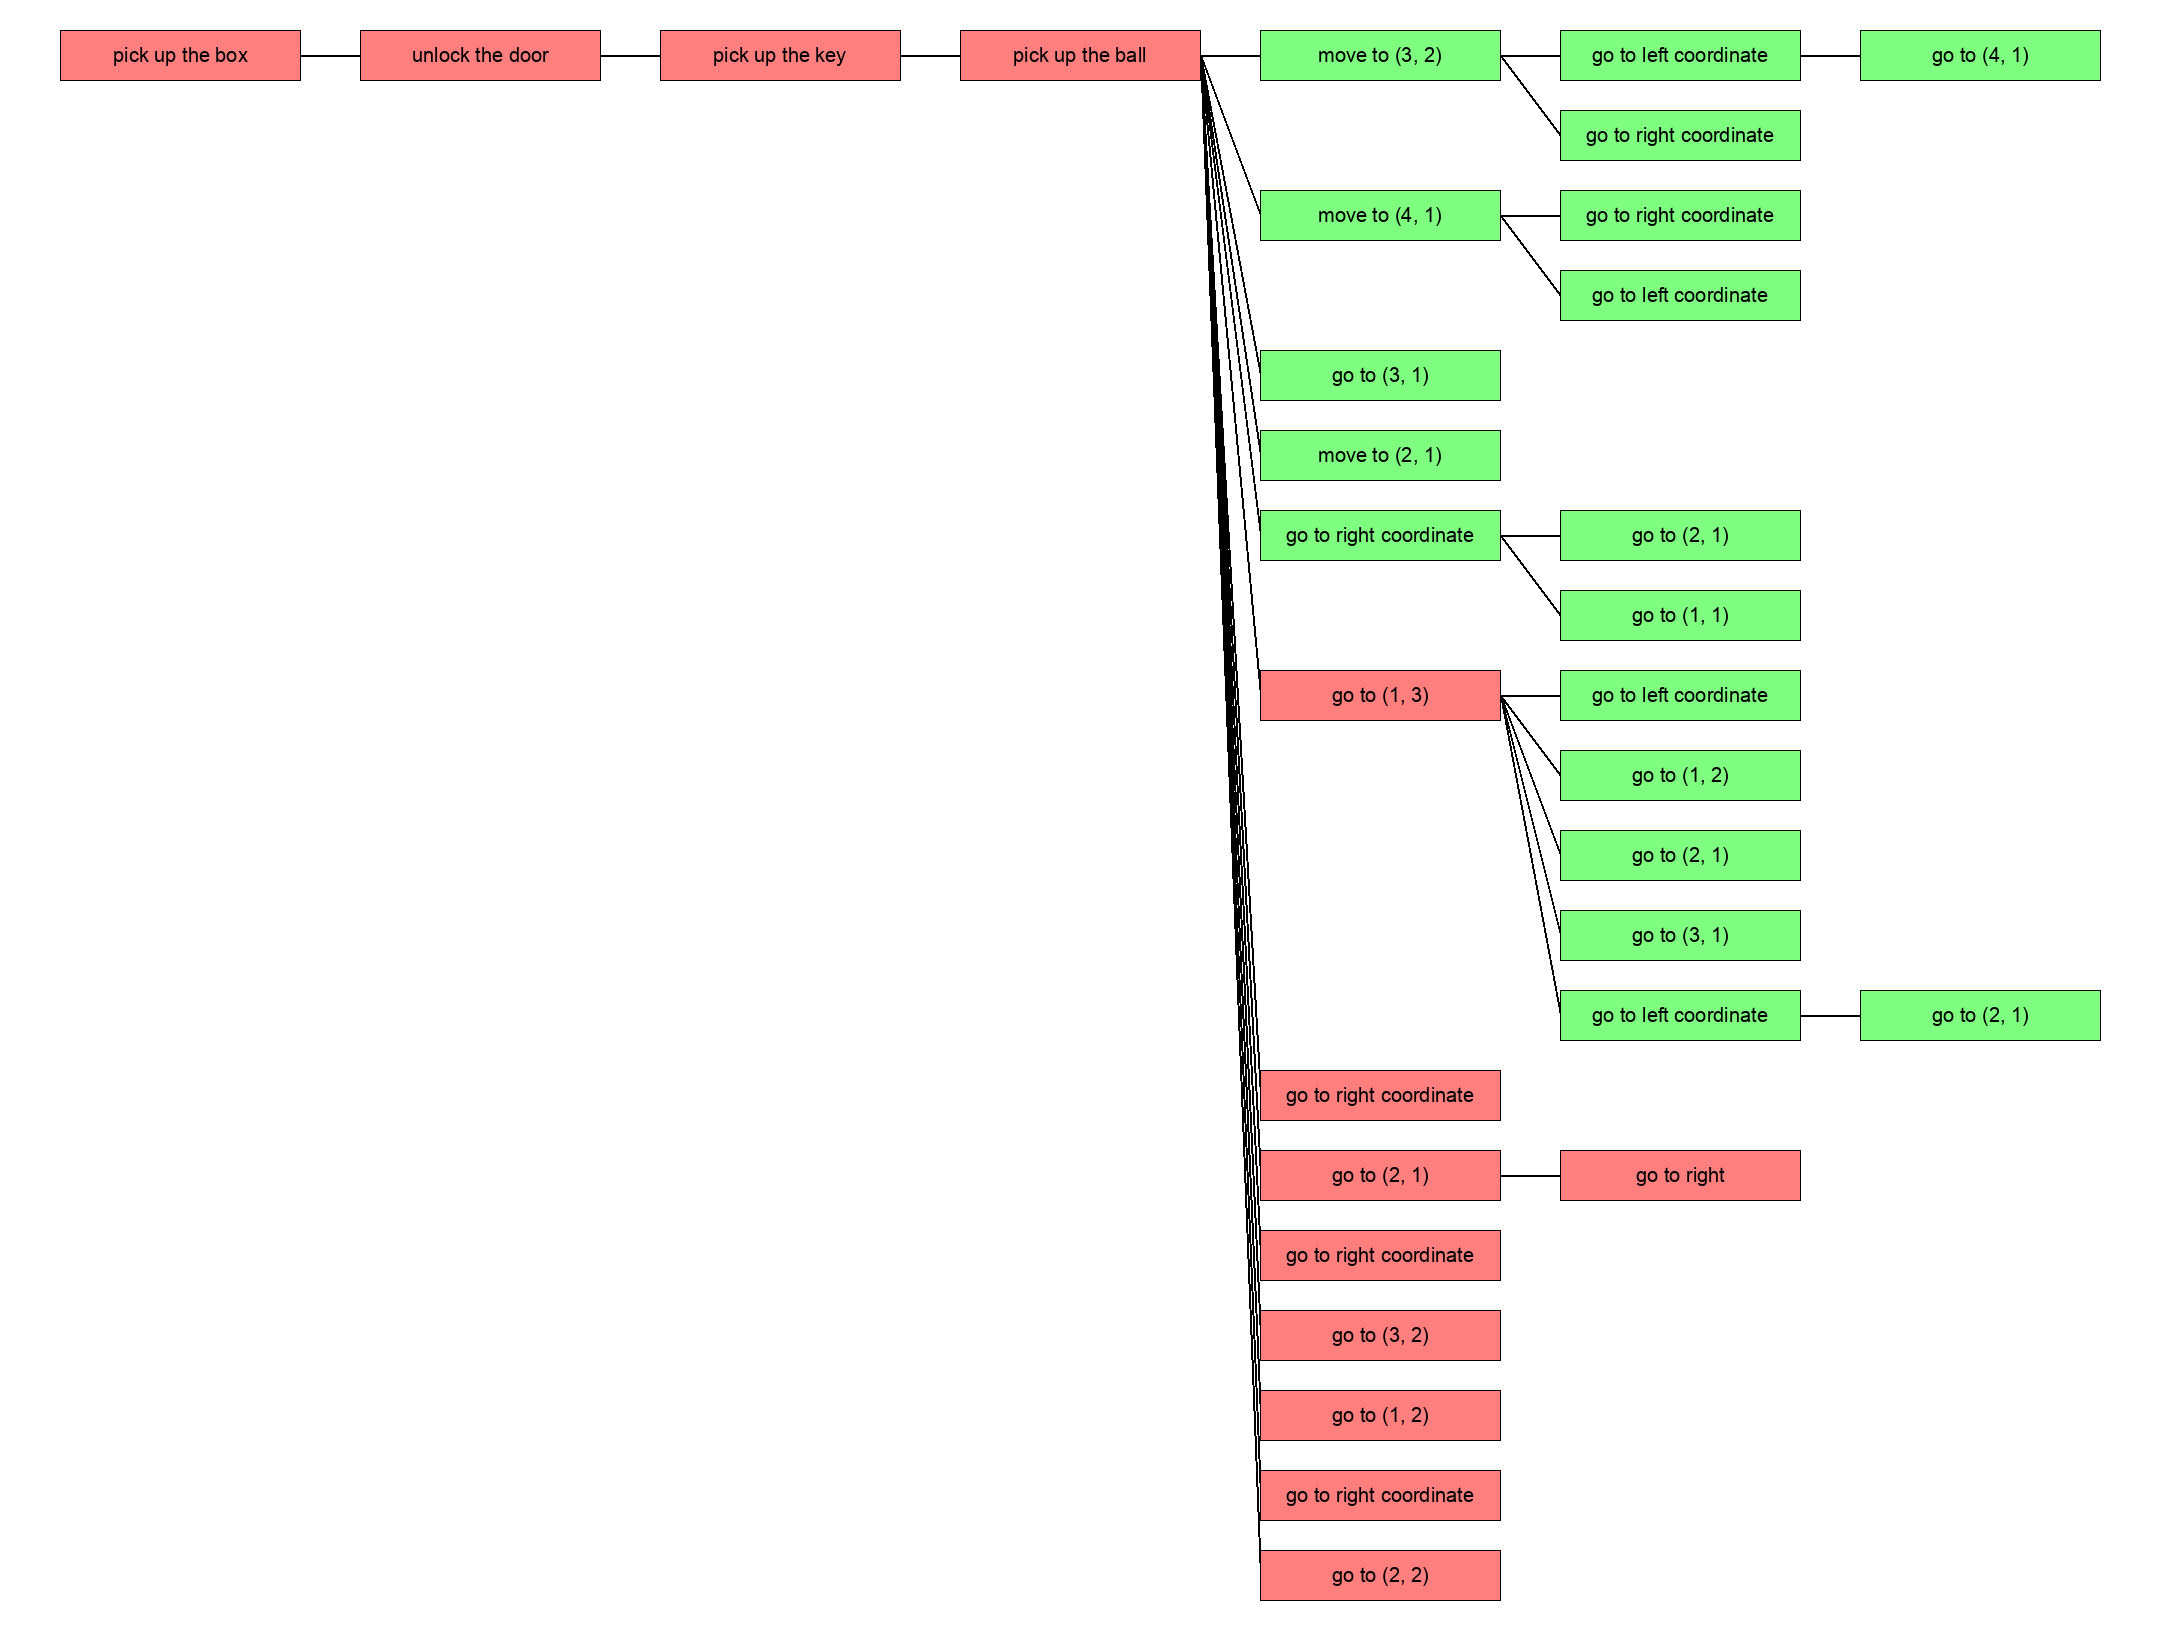 pick up the box
unlock the door
pick up the key
pick up the ball
move to (3, 2)
go to left coordinate
go to (4, 1)
go to right coordinate
move to (4, 1)
go to right coordinate
go to left coordinate
go to (3, 1)
move to (2, 1)
go to right coordinate
go to (2, 1)
go to (1, 1)
go to (1, 3)
go to left coordinate
go to (1, 2)
go to (2, 1)
go to (3, 1)
go to left coordinate
go to (2, 1)
go to right coordinate
go to (2, 1)
go to right
go to right coordinate
go to (3, 2)
go to (1, 2)
go to right coordinate
go to (2, 2)